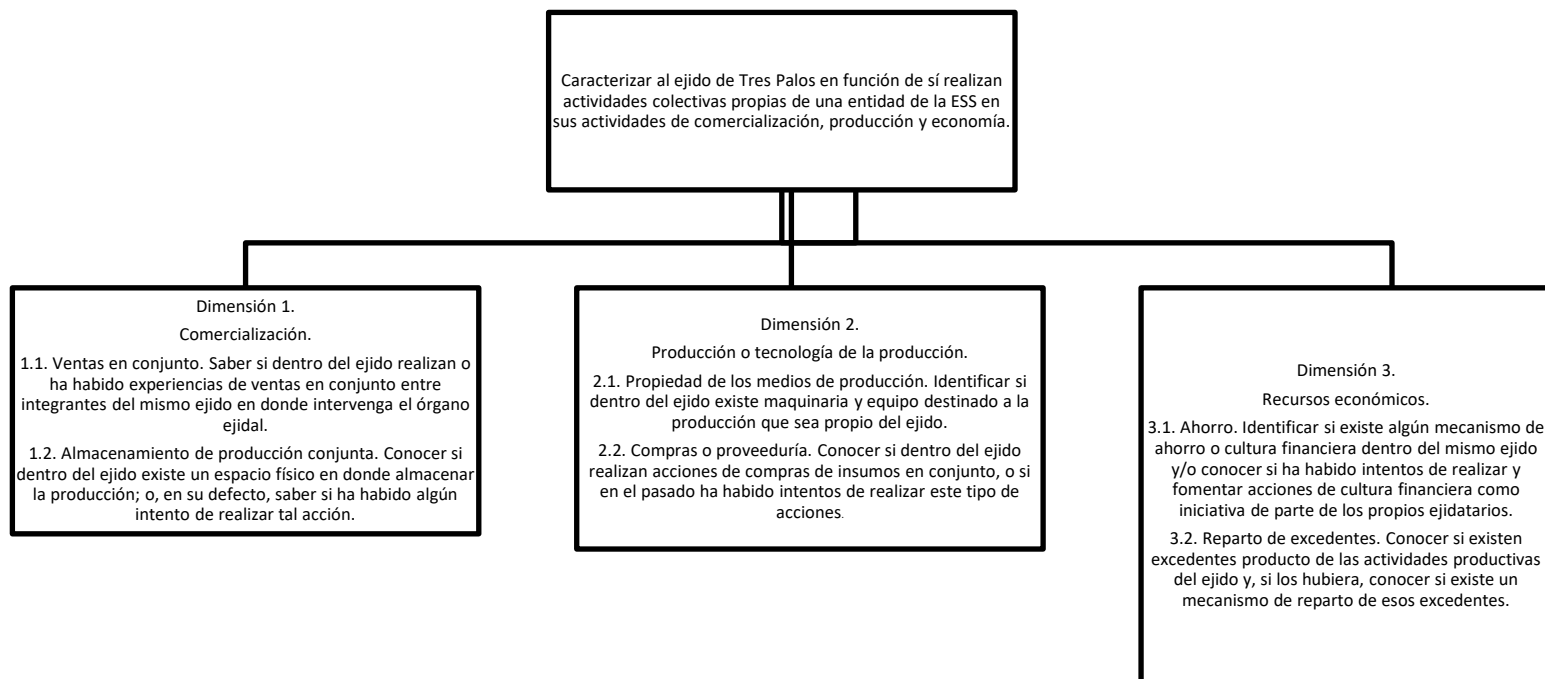 Caracterizar al ejido de Tres Palos en función de sí realizan
actividades colectivas propias de una entidad de la ESS en
sus actividades de comercialización, producción y economía.
Dimensión 1.
Comercialización.
1.1. Ventas en conjunto. Saber si dentro del ejido realizan o
ha habido experiencias de ventas en conjunto entre
integrantes del mismo ejido en donde intervenga el órgano
ejidal.
1.2. Almacenamiento de producción conjunta. Conocer si
dentro del ejido existe un espacio físico en donde almacenar
la producción; o, en su defecto, saber si ha habido algún
intento de realizar tal acción.
Dimensión 2.
Producción o tecnología de la producción.
2.1. Propiedad de los medios de producción. Identificar si
dentro del ejido existe maquinaria y equipo destinado a la
producción que sea propio del ejido.
2.2. Compras o proveeduría. Conocer si dentro del ejido
realizan acciones de compras de insumos en conjunto, o si
en el pasado ha habido intentos de realizar este tipo de
acciones.
Dimensión 3.
Recursos económicos.
3.1. Ahorro. Identificar si existe algún mecanismo de
ahorro o cultura financiera dentro del mismo ejido
y/o conocer si ha habido intentos de realizar y
fomentar acciones de cultura financiera como
iniciativa de parte de los propios ejidatarios.
3.2. Reparto de excedentes. Conocer si existen
excedentes producto de las actividades productivas
del ejido y, si los hubiera, conocer si existe un
mecanismo de reparto de esos excedentes.